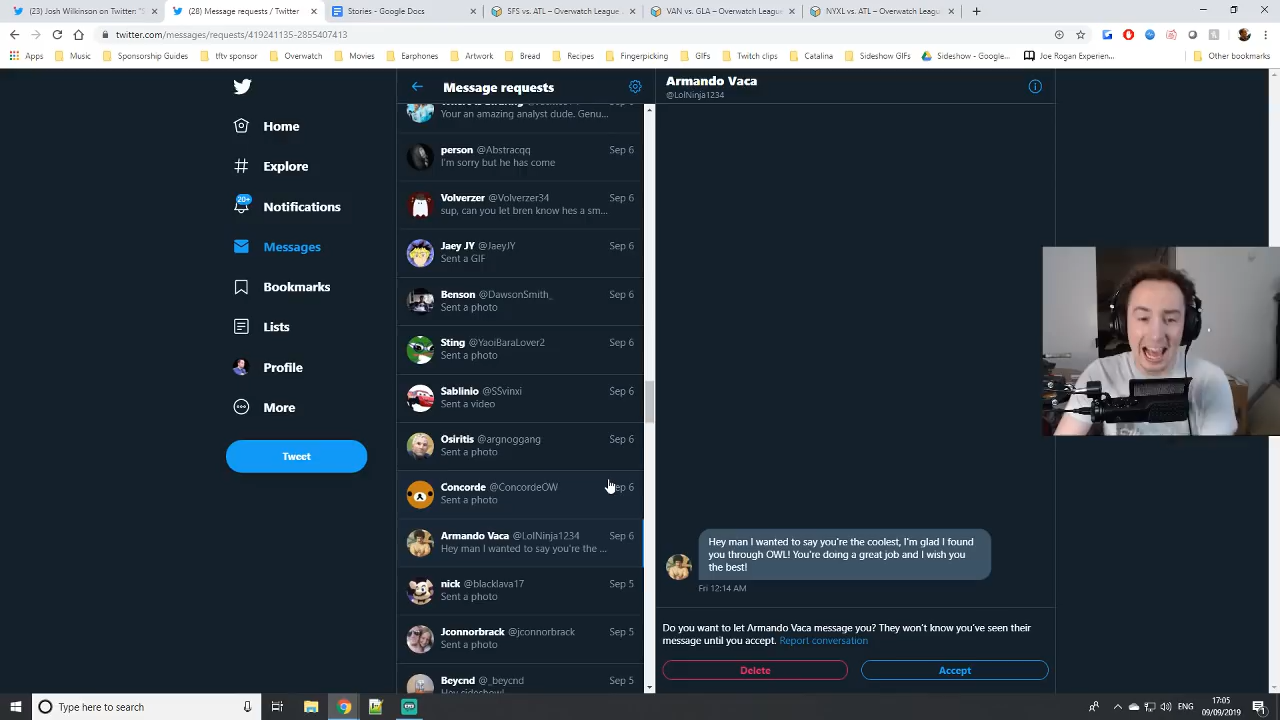 (23) Josh Wilkinson on Twitter: "S
(28) Message requests / Twitter
Stories - Google Docs
SFS vs. ATL – Overwatch League
VAN vs. GLA – Overwatch League
NYXL vs. ATL – Overwatch League
twitter.com/messages/requests/419241135-2855407413
Apps
Music
Sponsorship Guides
tftv sponsor
Overwatch
Movies
Earphones
Artwork
Bread
Recipes
Fingerpicking
GIFs
Twitch clips
Catalina
Sideshow GIFs
Sideshow - Google...
Joe Rogan Experien...
Other bookmarks
Home
Explore
20+
Notifications
Messages
Bookmarks
Lists
Profile
More
Tweet
Message requests
Sep 6
Your an amazing analyst dude. Genu...
person @Abstracqq Sep 6
I'm sorry but he has come
Volverzer @Volverzer34 Sep 6
sup, can you let bren know hes a sm...
Jaey JY @JaeyJY Sep 6
Sent a GIF
Benson @DawsonSmith_ Sep 6
Sent a photo
Sting @YaoiBaraLover2 Sep 6
Sent a photo
Sablinio @SSvinxi Sep 6
Sent a video
Osiritis @argnoggang Sep 6
Sent a photo
Concorde @ConcordeOW Sep 6
Sent a photo
Armando Vaca @LolNinja1234 Sep 6
Hey man I wanted to say you're the ...
nick @blacklava17 Sep 5
Sent a photo
Jconnorbrack @jconnorbrack Sep 5
Sent a photo
Beycnd @_beycnd Sep 5
Hey sideshow!
Armando Vaca
@LolNinja1234
Hey man I wanted to say you're the coolest, I'm glad I found
you through OWL! You're doing a great job and I wish you
the best!
Fri 12:14 AM
Do you want to let Armando Vaca message you? They won't know you've seen their
message until you accept. Report conversation
Delete
Accept
Type here to search
ENG
17:05
09/09/2019